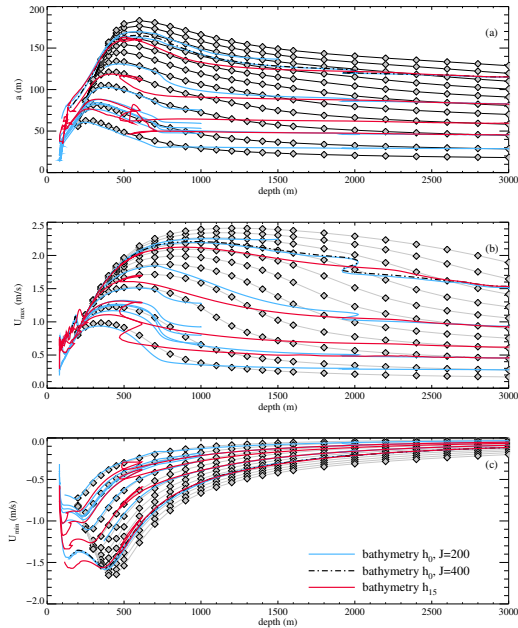 200
(a)
150
a (m)
100
50
0
0 500 1000 1500 2000 2500 3000
depth (m)
2.5
(b)
2.0
U_max (m/s)
1.5
1.0
0.5
0.0
0 500 1000 1500 2000 2500 3000
depth (m)
0.0
(c)
−0.5
U_min (m/s)
−1.0
bathymetry h_0, J=200
−1.5
bathymetry h_0, J=400
bathymetry h_15
−2.0
0 500 1000 1500 2000 2500 3000
depth (m)